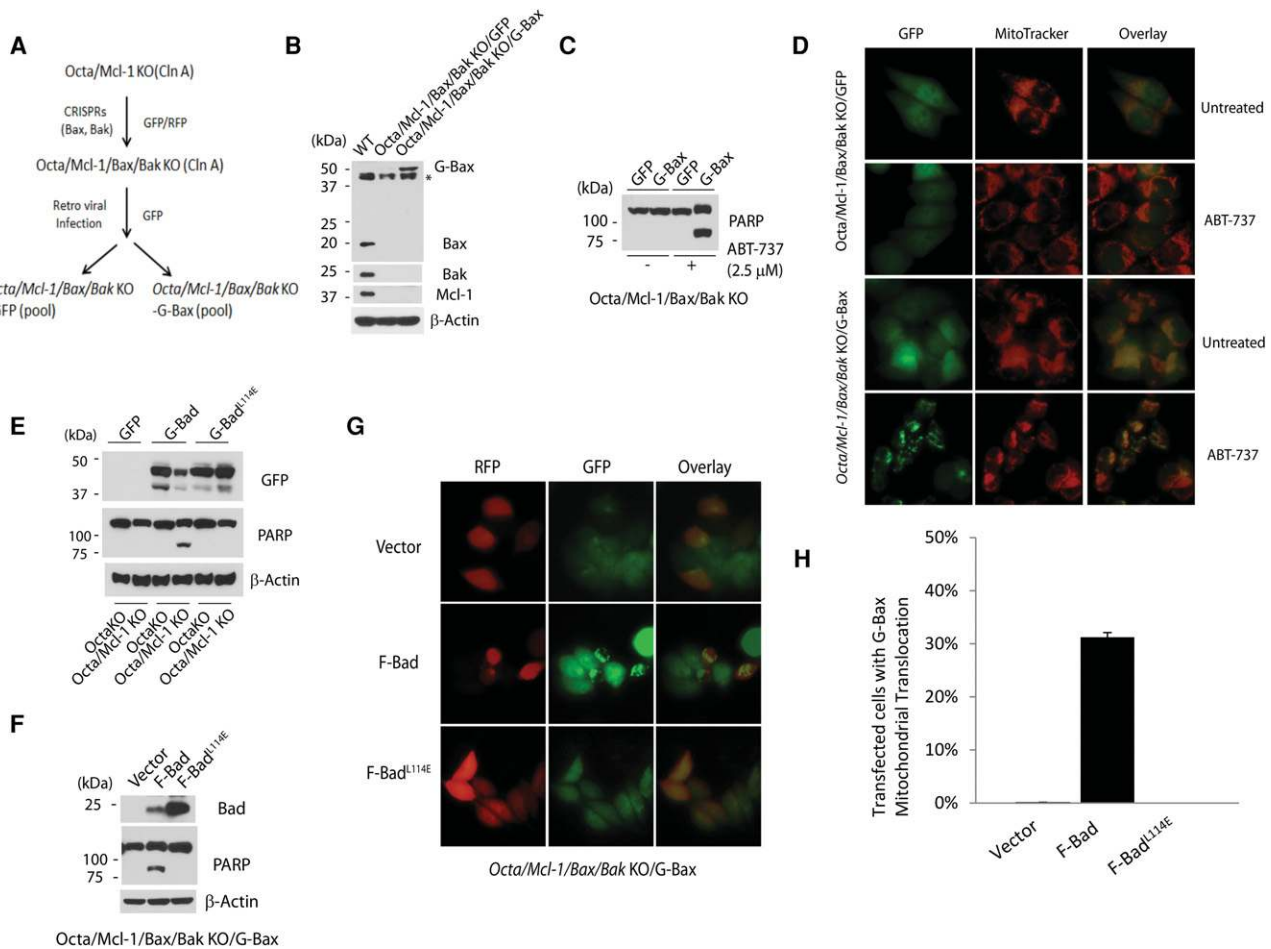 A
Octa/Mcl-1 KO(Cln A)
CRISPRs
(Bax, Bak)
GFP/RFP
Octa/Mcl-1/Bax/Bak KO (Cln A)
Retro viral
Infection
GFP
cta/Mcl-1/Bax/Bak KO
GFP (pool)
Octa/Mcl-1/Bax/Bak KO
-G-Bax (pool)
B
(kDa)
WT
Octa/Mcl-1/Bax/Bak KO/GFP
Octa/Mcl-1/Bax/Bak KO/G-Bax
50 -
37 -
25 -
20 -
25 -
37 -
G-Bax
*
Bax
Bak
Mcl-1
β-Actin
C
(kDa)
GFP
G-Bax
GFP
G-Bax
100 -
75 -
PARP
ABT-737
(2.5 μM)
- +
Octa/Mcl-1/Bax/Bak KO
D
GFP
MitoTracker
Overlay
Octa/Mcl-1/Bax/Bak KO/GFP
Untreated
ABT-737
Octa/Mcl-1/Bax/Bak KO/G-Bax
Untreated
ABT-737
E
(kDa)
GFP
G-Bad
G-BadL114E
50 -
37 -
100 -
75 -
GFP
PARP
β-Actin
OctaKO
Octa/Mcl-1 KO
OctaKO
Octa/Mcl-1 KO
OctaKO
Octa/Mcl-1 KO
F
(kDa)
Vector
F-Bad
F-BadL114E
25 -
100 -
75 -
Bad
PARP
β-Actin
Octa/Mcl-1/Bax/Bak KO/G-Bax
G
RFP
GFP
Overlay
Vector
F-Bad
F-BadL114E
Octa/Mcl-1/Bax/Bak KO/G-Bax
H
Transfected cells with G-Bax
Mitochondrial Translocation
50%
40%
30%
20%
10%
0%
Vector
F-Bad
F-BadL114E